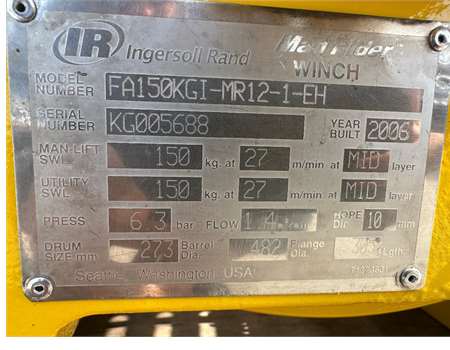 IR Ingersoll Rand Man Rider
WINCH
MODEL NUMBER FA150KGI-MR12-1-EH
SERIAL NUMBER KG005688 YEAR BUILT 2006
MAN-LIFT SWL 150 kg. at 27 m/min at MID layer
UTILITY SWL 150 kg. at 27 m/min at MID layer
PRESS 6.3 bar FLOW ROPE Dia. 10 mm
DRUM SIZE mm 273 Barrel Dia. 482 Flange Dia. Lgth.
Seattle, Washington, USA